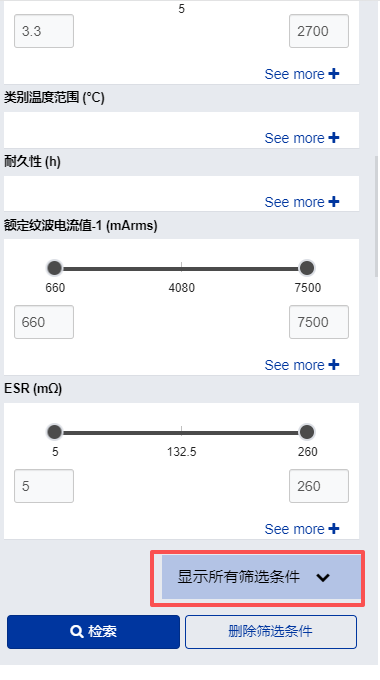 5
3.3 2700
See more
类别温度范围 (°C)
See more
耐久性 (h)
See more
额定纹波电流值-1 (mArms)
660 4080 7500
660 7500
See more
ESR (mΩ)
5 132.5 260
5 260
See more
显示所有筛选条件
检索 删除筛选条件